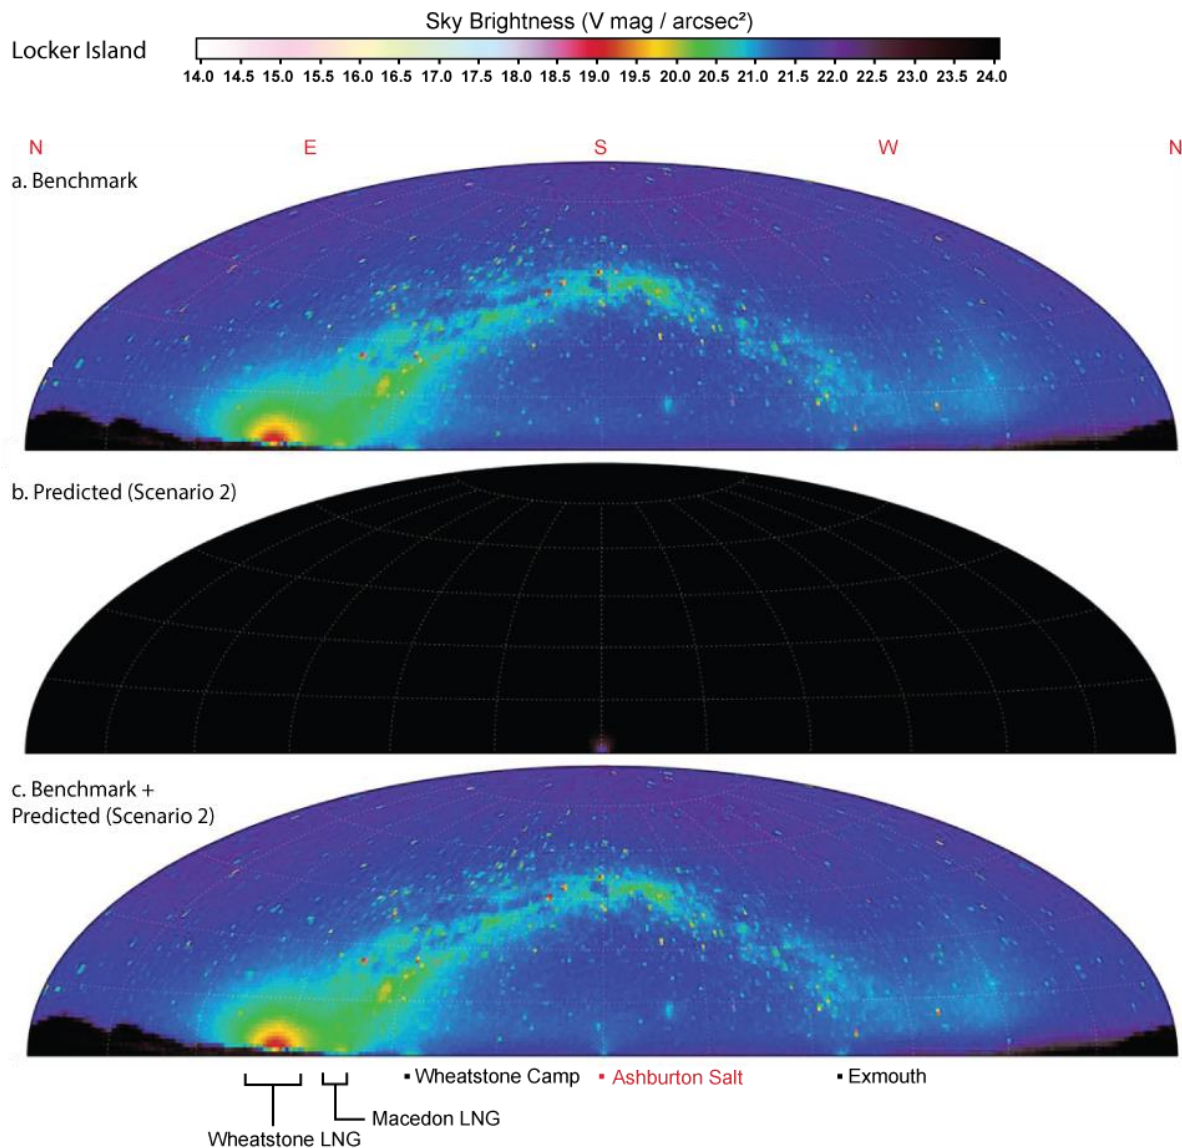 Sky Brightness (V mag / arcsec²)
Locker Island
14.0 14.5 15.0 15.5 16.0 16.5 17.0 17.5 18.0 18.5 19.0 19.5 20.0 20.5 21.0 21.5 22.0 22.5 23.0 23.5 24.0
N E S W N
a. Benchmark
b. Predicted (Scenario 2)
c. Benchmark +
Predicted (Scenario 2)
Wheatstone Camp Ashburton Salt Exmouth
Macedon LNG
Wheatstone LNG